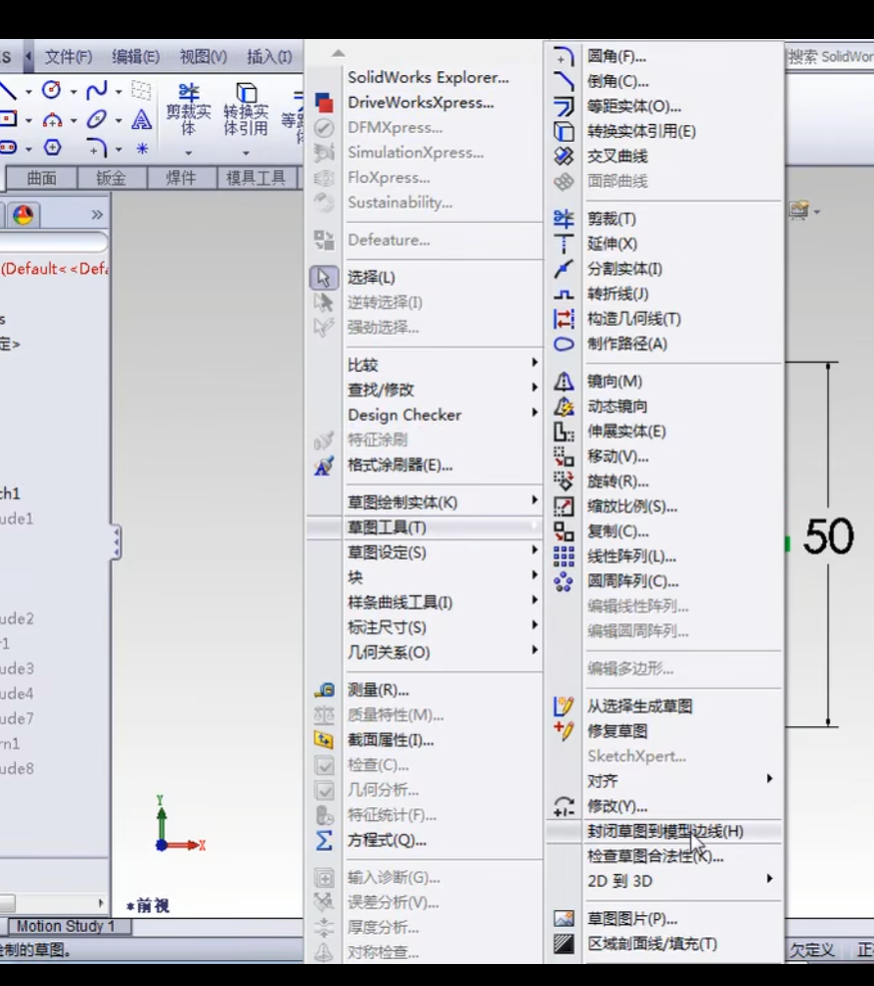 S
文件(F)
编辑(E)
视图(V)
插入(I)
搜索 SolidWor
剪裁实
体
转换实
体引用
等距
体
曲面
钣金
焊件
模具工具
(Default< <Defa
s
定>
ch1
ude1
ude2
r1
ude3
ude4
ude7
rn1
ude8
SolidWorks Explorer...
DriveWorksXpress...
DFMXpress...
SimulationXpress...
FloXpress...
Sustainability...
Defeature...
选择(L)
逆转选择(I)
强劲选择...
比较
查找/修改
Design Checker
特征涂刷
格式涂刷器(E)...
草图绘制实体(K)
草图工具(T)
草图设定(S)
块
样条曲线工具(I)
标注尺寸(S)
几何关系(O)
测量(R)...
质量特性(M)...
截面属性(I)...
检查(C)...
几何分析...
特征统计(F)...
方程式(Q)...
输入诊断(G)...
误差分析(V)...
厚度分析...
对称检查...
圆角(F)...
倒角(C)...
等距实体(O)...
转换实体引用(E)
交叉曲线
面部曲线
剪裁(T)
延伸(X)
分割实体(I)
转折线(J)
构造几何线(T)
制作路径(A)
镜向(M)
动态镜向
伸展实体(E)
移动(V)...
旋转(R)...
缩放比例(S)...
复制(C)...
线性阵列(L)...
圆周阵列(C)...
编辑线性阵列...
编辑圆周阵列...
编辑多边形...
从选择生成草图
修复草图
SketchXpert...
对齐
修改(Y)...
封闭草图到模型边线(H)
检查草图合法性(K)...
2D 到 3D
草图图片(P)...
区域剖面线/填充(T)
50
Y
X
*前视
Motion Study 1
绘制的草图。
欠定义
正